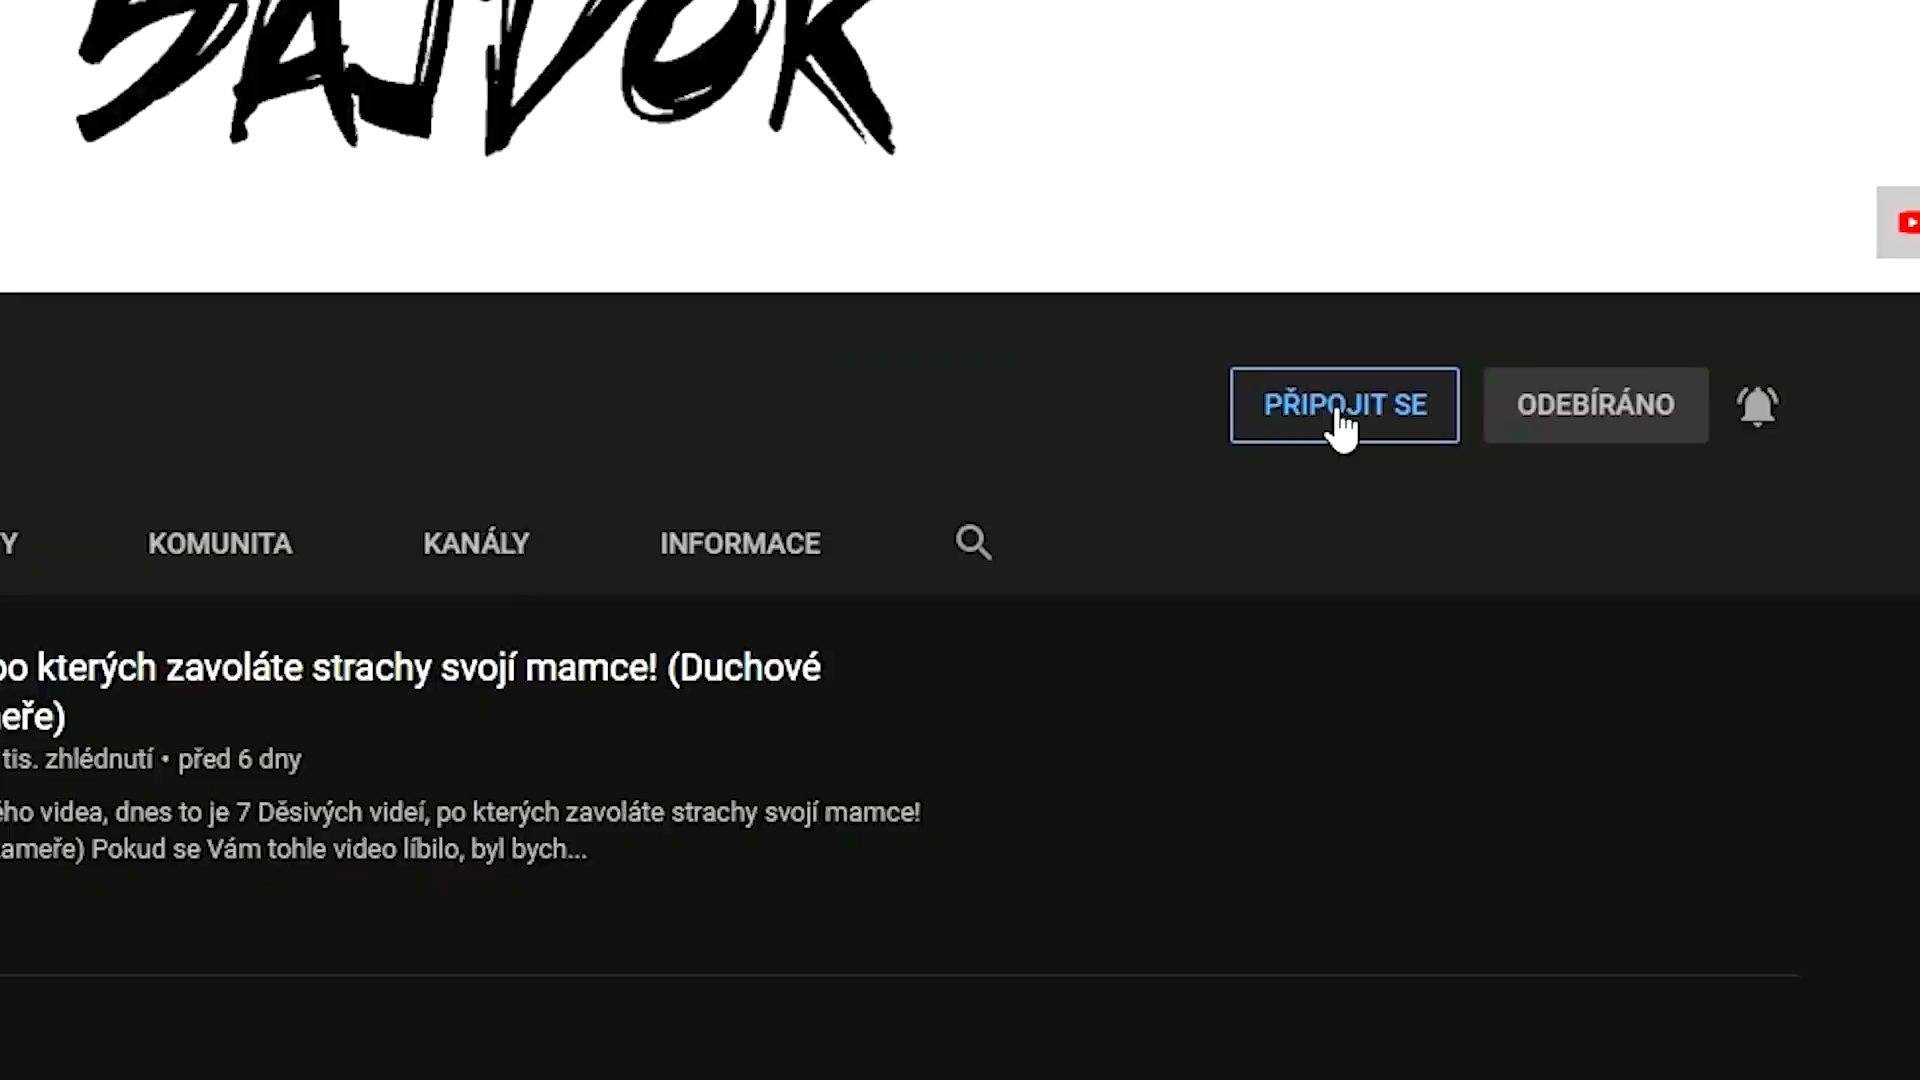 SAJDOK
PŘIPOJIT SE
ODEBÍRÁNO
Y
KOMUNITA
KANÁLY
INFORMACE
po kterých zavoláte strachy svojí mamce! (Duchové
eře)
tis. zhlédnutí • před 6 dny
ého videa, dnes to je 7 Děsivých videí, po kterých zavoláte strachy svojí mamce!
kameře) Pokud se Vám tohle video líbilo, byl bych...